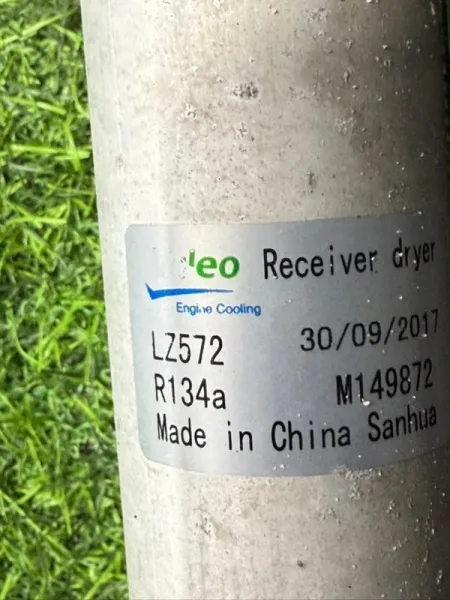 leo Receiver dryer
Engine Cooling
LZ572 30/09/2017
R134a M149872
Made in China Sanhua